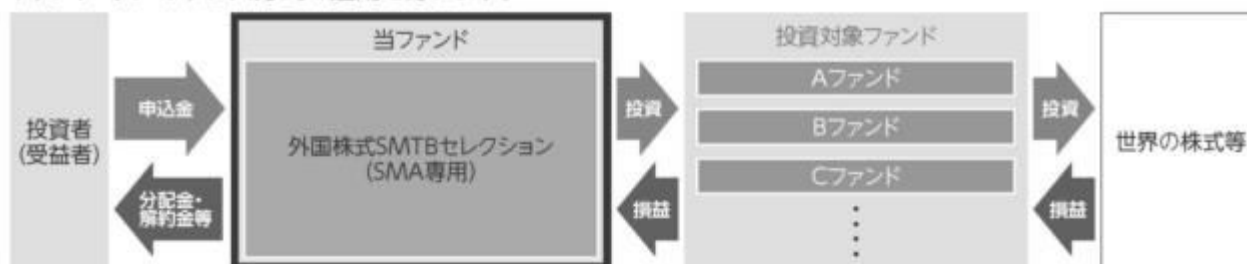 投資者
(受益者)
申込金
分配金・
解約金等
当ファンド
外国株式SMTBセレクション
(SMA専用)
投資
損益
投資対象ファンド
Aファンド
Bファンド
Cファンド
投資
損益
世界の株式等